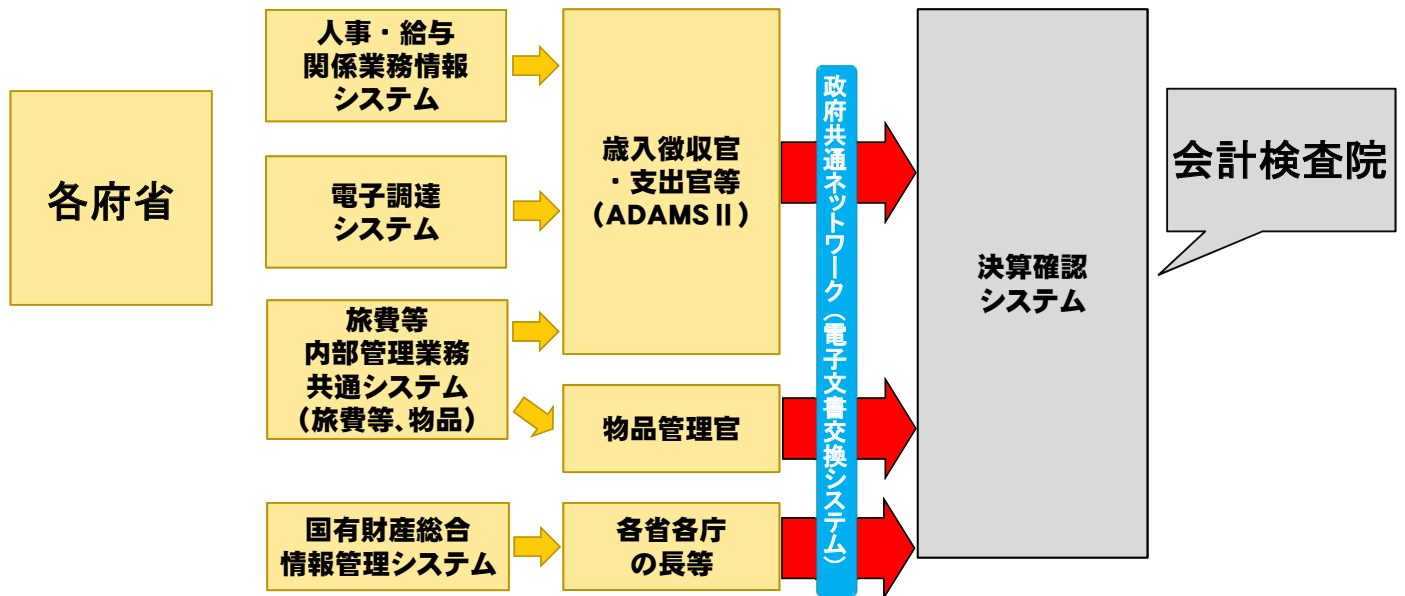 各府省
人事・給与
関係業務情報
システム
電子調達
システム
旅費等
内部管理業務
共通システム
(旅費等、物品)
国有財産総合
情報管理システム
歳入徴収官
・支出官等
(ADAMSⅡ)
物品管理官
各省各庁
の長等
政府共通ネットワーク(電子文書交換システム)
決算確認
システム
会計検査院